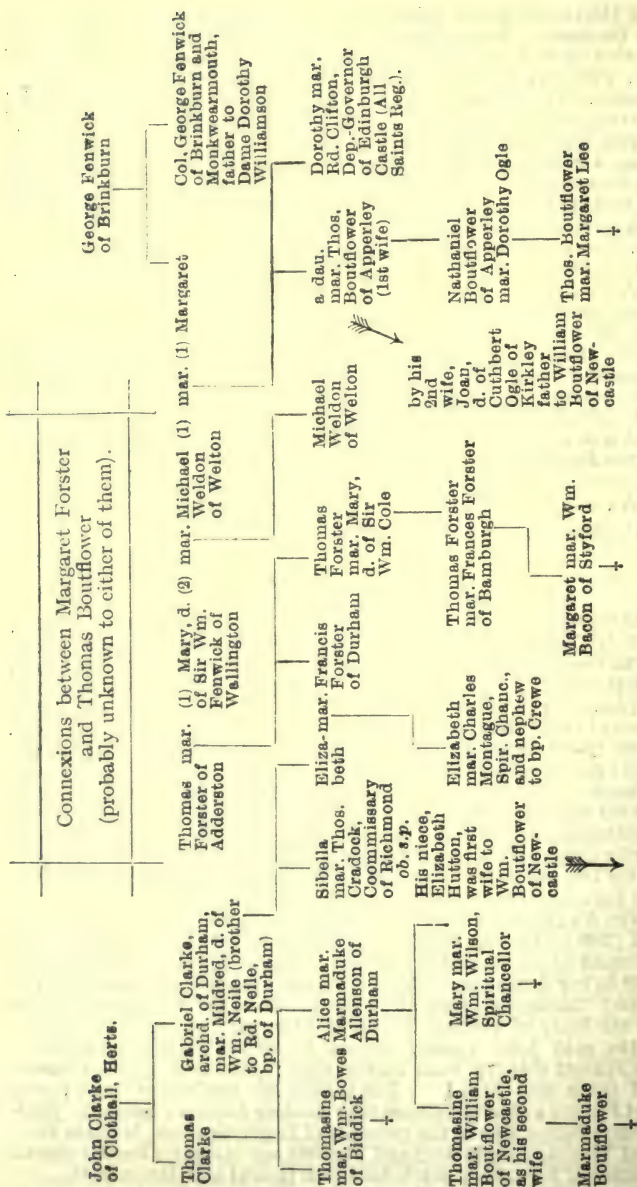 Connexions between Margaret Forster
and Thomas Boutflower
(probably unknown to either of them).
John Clarke
of Clothall, Herts.
George Fenwick
of Brinkburn
Thomas
Clarke
Gabriel Clarke,
archd. of Durham,
mar. Mildred, d. of
Wm. Neile (brother
to Rd. Neile,
bp. of Durham)
Thomas mar. (1) Mary, d. (2) mar. Michael (1) mar. (1) Margaret
Forster of
Adderston
of Sir Wm.
Fenwick of
Wallington
Weldon
of Welton
Col. George Fenwick
of Brinkburn and
Monkwearmouth,
father to
Dame Dorothy
Williamson
Thomasine
mar. Wm. Bowes
of Biddick
Alice mar.
Marmaduke
Allenson of
Durham
Sibella
mar. Thos.
Cradock,
Coommissary
of Richmond
ob. s.p.
His niece,
Elizabeth
Hutton,
was first
wife to
Wm.
Boutflower
of New-
castle
Eliza- mar. Francis
beth
Forster
of Durham
Thomas
Forster
mar. Mary,
d. of Sir
Wm. Cole
Michael
Weldon
of Welton
a dau.
mar. Thos.
Boutflower
of Apperley
(1st wife)
Dorothy mar.
Rd. Clifton,
Dep.-Governor
of Edinburgh
Castle (All
Saints Reg.).
Thomasine
mar. William
Boutflower
of Newcastle,
as his second
wife
Mary mar.
Wm. Wilson,
Spiritual
Chancellor
Elizabeth
mar. Charles
Montague,
Spir. Chanc.,
and nephew
to bp. Crewe
Thomas Forster
mar. Frances Forster
of Bamburgh
by his
2nd
wife,
Joan,
d. of
Cuthbert
Ogle of
Kirkley
father
to William
Boutflower
of New-
castle
Nathaniel
Boutflower
of Apperley
mar. Dorothy Ogle
Marmaduke
Boutflower
Margaret mar. Wm.
Bacon of Styford
Thos. Boutflower
mar. Margaret Lee